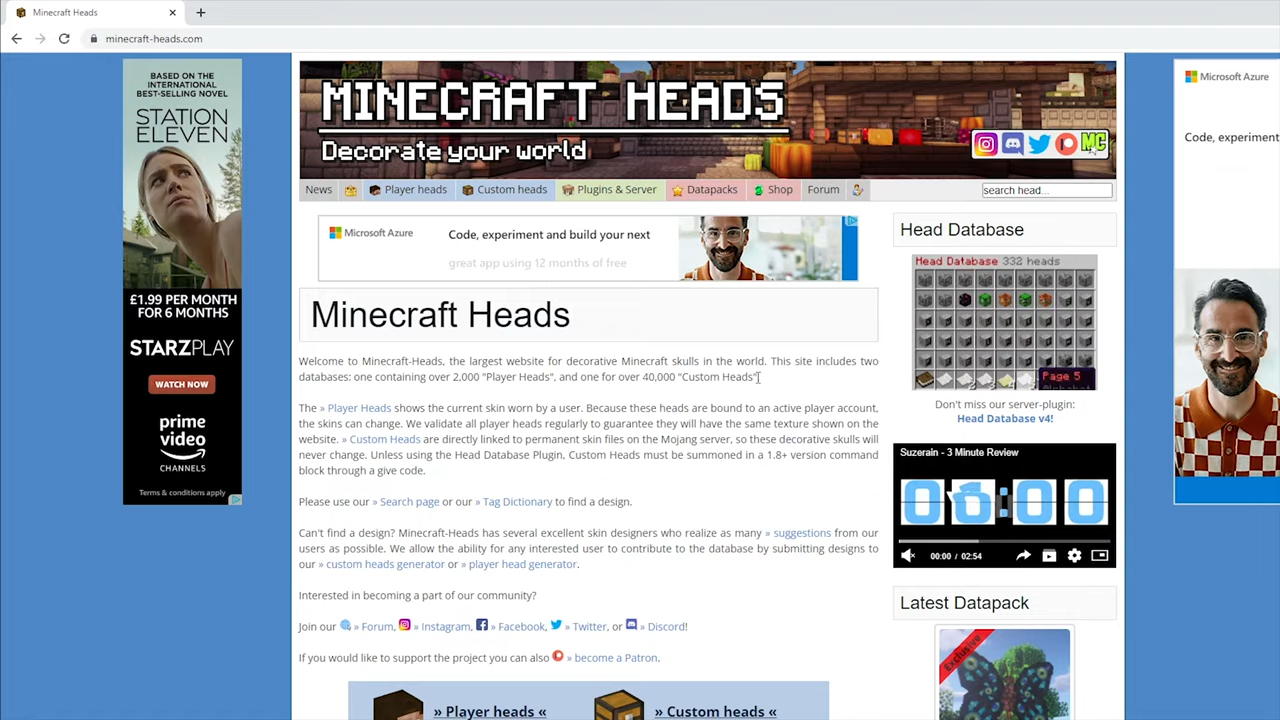 Minecraft Heads
minecraft-heads.com
BASED ON THE
INTERNATIONAL
BEST-SELLING NOVEL
STATION
ELEVEN
£1.99 PER MONTH
FOR 6 MONTHS
STARZPLAY
WATCH NOW
prime
video
CHANNELS
Terms & conditions apply
MINECRAFT HEADS
Decorate your world
MC
News Player heads Custom heads Plugins & Server Datapacks Shop Forum search head...
Microsoft Azure
Code, experiment and build your next
great app using 12 months of free
Minecraft Heads
Welcome to Minecraft-Heads, the largest website for decorative Minecraft skulls in the world. This site includes two
databases: one containing over 2,000 "Player Heads", and one for over 40,000 "Custom Heads"
The » Player Heads shows the current skin worn by a user. Because these heads are bound to an active player account,
the skins can change. We validate all player heads regularly to guarantee they will have the same texture shown on the
website. » Custom Heads are directly linked to permanent skin files on the Mojang server, so these decorative skulls will
never change. Unless using the Head Database Plugin, Custom Heads must be summoned in a 1.8+ version command
block through a give code.
Please use our » Search page or our » Tag Dictionary to find a design.
Can't find a design? Minecraft-Heads has several excellent skin designers who realize as many » suggestions from our
users as possible. We allow the ability for any interested user to contribute to the database by submitting designs to
our » custom heads generator or » player head generator.
Interested in becoming a part of our community?
Join our » Forum, » Instagram, » Facebook, » Twitter, or » Discord!
If you would like to support the project you can also » become a Patron.
» Player heads « » Custom heads «
Head Database
Head Database 332 heads
Page 5
Don't miss our server-plugin:
Head Database v4!
Suzerain - 3 Minute Review
00:00
00:00 / 02:54
Latest Datapack
Exclusive
Microsoft Azure
Code, experiment